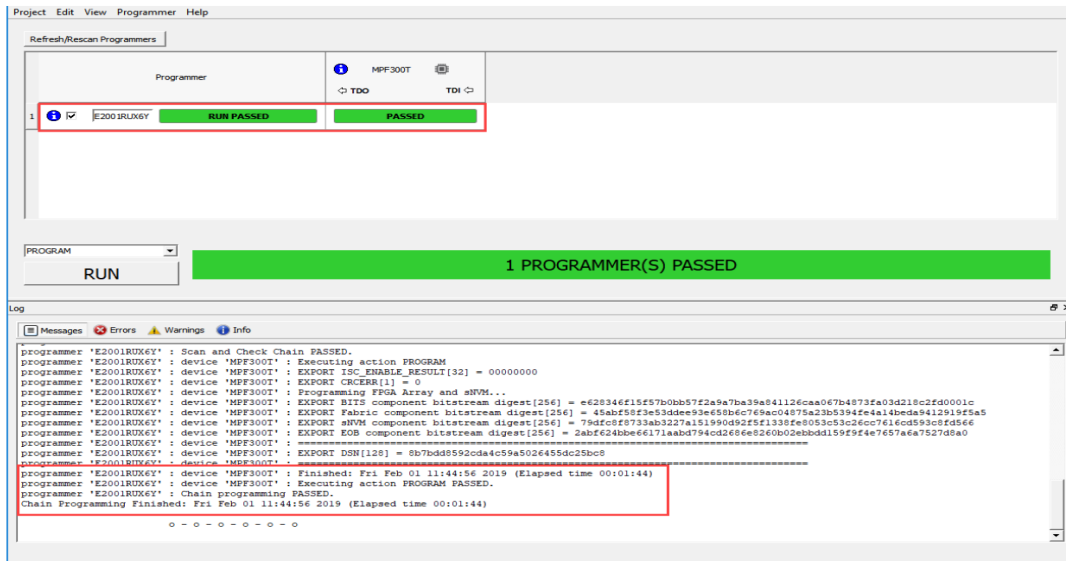 Project Edit View Programmer Help
Refresh/Rescan Programmers
Programmer
MPF300T
TDO TDI
1 E2001RUX6Y RUN PASSED PASSED
PROGRAM
RUN
1 PROGRAMMER(S) PASSED
Log
Messages Errors Warnings Info
programmer 'E2001RUX6Y' : Scan and Check Chain PASSED.
programmer 'E2001RUX6Y' : device 'MPF300T' : Executing action PROGRAM
programmer 'E2001RUX6Y' : device 'MPF300T' : EXPORT ISC_ENABLE_RESULT[32] = 00000000
programmer 'E2001RUX6Y' : device 'MPF300T' : EXPORT CRCERR[1] = 0
programmer 'E2001RUX6Y' : device 'MPF300T' : Programming FPGA Array and sNVM...
programmer 'E2001RUX6Y' : device 'MPF300T' : EXPORT BITS component bitstream digest[256] = e628346f15f57b0bb57f2a9a7ba39a841126caa067b4873fa03d218c2fd0001c
programmer 'E2001RUX6Y' : device 'MPF300T' : EXPORT Fabric component bitstream digest[256] = 45abf58f3e53ddee93e658b6c769ac04875a23b5394fe4a14beda9412919f5a5
programmer 'E2001RUX6Y' : device 'MPF300T' : EXPORT sNVM component bitstream digest[256] = 79dfc8f8733ab3227a151990d92f5f1338fe8053c53c26cc7616cd593c8fd566
programmer 'E2001RUX6Y' : device 'MPF300T' : EXPORT EOB component bitstream digest[256] = 2abf624bbe66171aabd794cd2686e8260b02ebbdd159f9f4e7657a6a7527d8a0
programmer 'E2001RUX6Y' : device 'MPF300T' : ===========================================================================
programmer 'E2001RUX6Y' : device 'MPF300T' : EXPORT DSN[128] = 8b7bdd8592cda4c59a5026455dc25bc8
programmer 'E2001RUX6Y' : device 'MPF300T' : ===========================================================================
programmer 'E2001RUX6Y' : device 'MPF300T' : Finished: Fri Feb 01 11:44:56 2019 (Elapsed time 00:01:44)
programmer 'E2001RUX6Y' : device 'MPF300T' : Executing action PROGRAM PASSED.
programmer 'E2001RUX6Y' : Chain programming PASSED.
Chain Programming Finished: Fri Feb 01 11:44:56 2019 (Elapsed time 00:01:44)
o - o - o - o - o - o